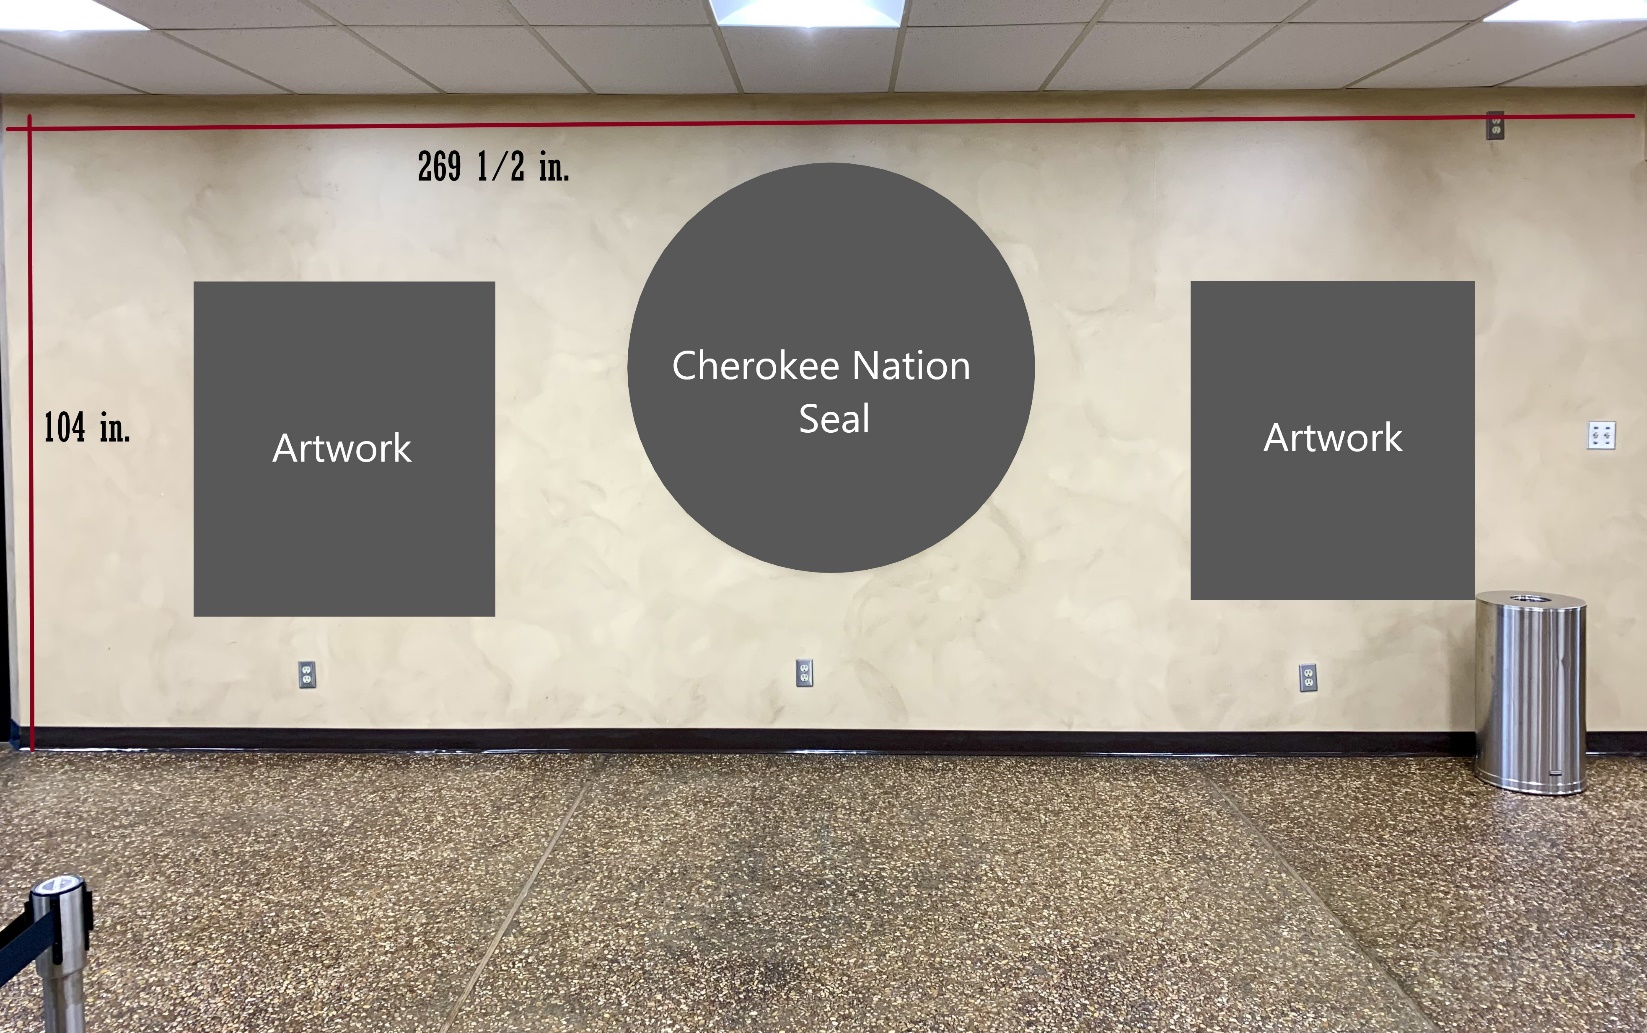 269 1/2 in.
Cherokee Nation
Seal
104 in.
Artwork
Artwork